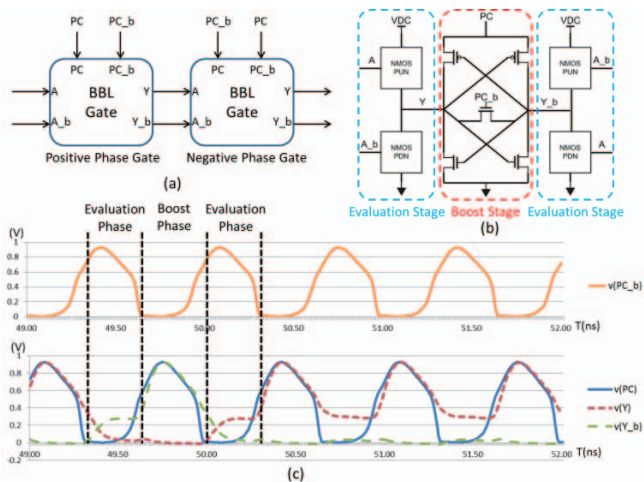 PC PC_b PC PC_b
PC PC_b PC PC_b
A BBL Y A BBL Y
Gate Gate
A_b Y_b A_b Y_b
Positive Phase Gate Negative Phase Gate
(a)
VDC PC VDC
A NMOS PUN NMOS PUN A_b
Y PC_b Y_b
A_b NMOS PDN NMOS PDN A
Evaluation Stage Boost Stage Evaluation Stage
(b)
Evaluation Phase Boost Phase Evaluation Phase
(V)
1
0.8
0.6
0.4
0.2
0
v(PC_b)
49.00 49.50 50.00 50.50 51.00 51.50 52.00
T(ns)
(V)
1
0.8
0.6
0.4
0.2
0
-0.2
v(PC)
v(Y)
v(Y_b)
49.00 49.50 50.00 50.50 51.00 51.50 52.00
T(ns)
(c)